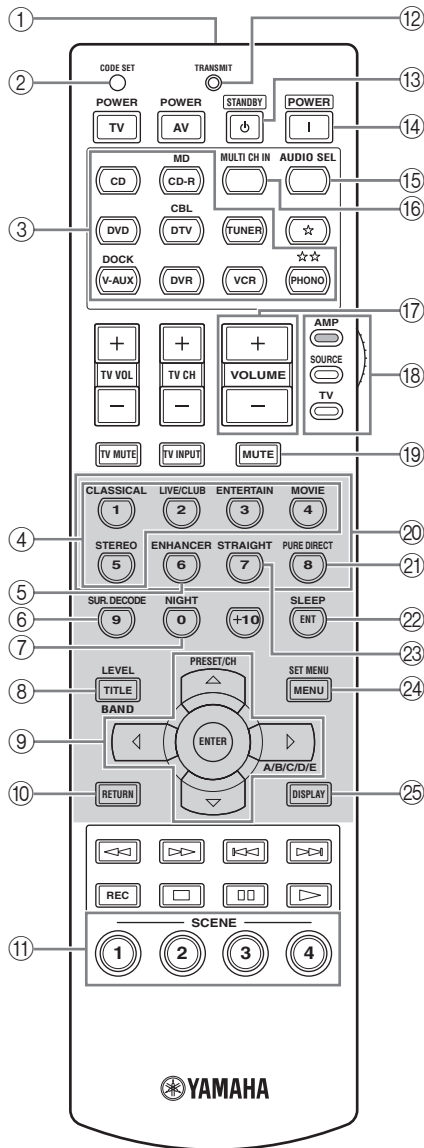 ① ⑫
② CODE SET TRANSMIT
POWER POWER STANDBY POWER ⑬
TV AV ⏻ I ⑭
MD MULTI CH IN AUDIO SEL ⑮
CD CD-R ⑯
③ CBL
DVD DTV TUNER ☆
DOCK ☆☆
V-AUX DVR VCR PHONO
⑰
+ + + AMP
TV VOL TV CH VOLUME SOURCE ⑱
– – – TV
TV MUTE TV INPUT MUTE ⑲
CLASSICAL LIVE/CLUB ENTERTAIN MOVIE
④ 1 2 3 4 ⑳
STEREO ENHANCER STRAIGHT PURE DIRECT
5 6 7 8 ㉑
⑤
SUR. DECODE NIGHT SLEEP
⑥ 9 0 +10 ENT ㉒
⑦ ㉓
LEVEL PRESET/CH SET MENU
⑧ TITLE MENU ㉔
BAND
⑨ ENTER
A/B/C/D/E
⑩ RETURN DISPLAY ㉕
REC
SCENE
⑪ 1 2 3 4
YAMAHA